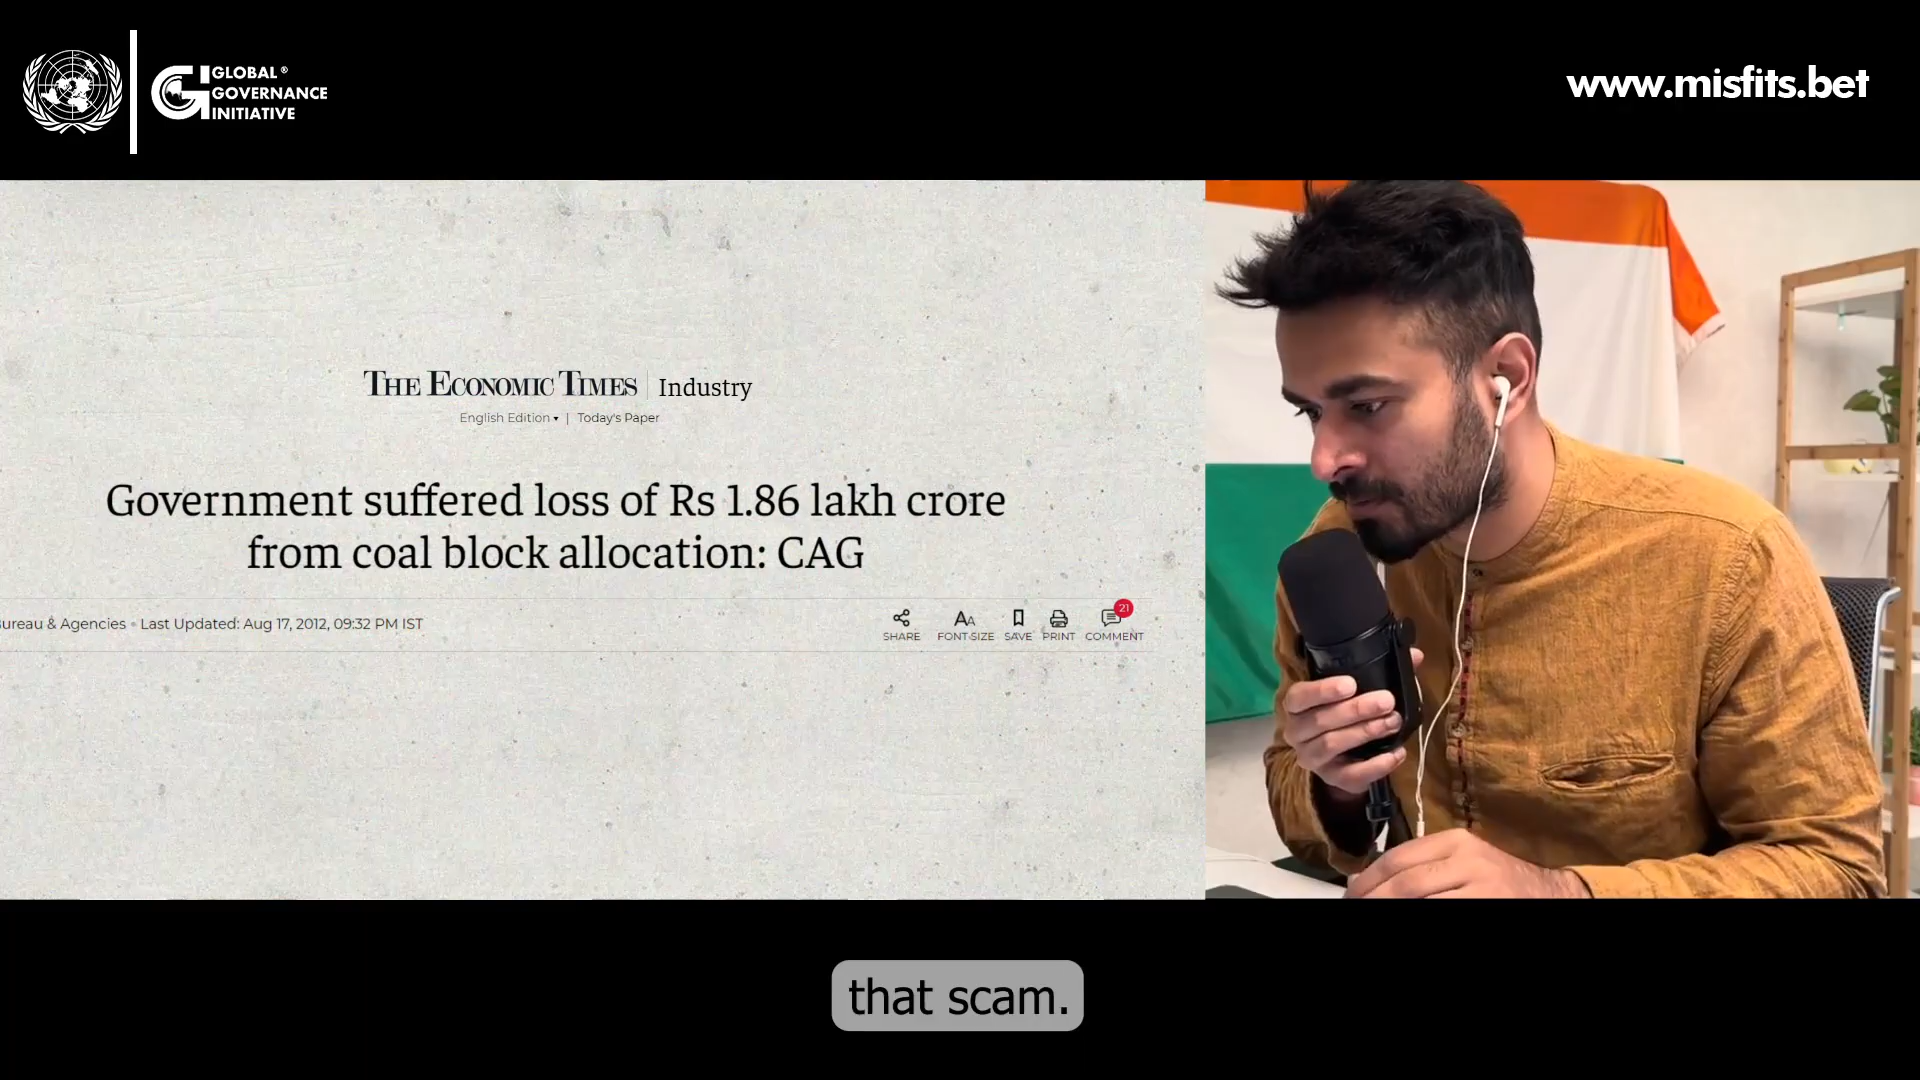 GLOBAL ®
GOVERNANCE
INITIATIVE
www.misfits.bet
THE ECONOMIC TIMES | Industry
English Edition ▾ | Today's Paper
Government suffered loss of Rs 1.86 lakh crore
from coal block allocation: CAG
ureau & Agencies • Last Updated: Aug 17, 2012, 09:32 PM IST
21
SHARE FONT SIZE SAVE PRINT COMMENT
that scam.